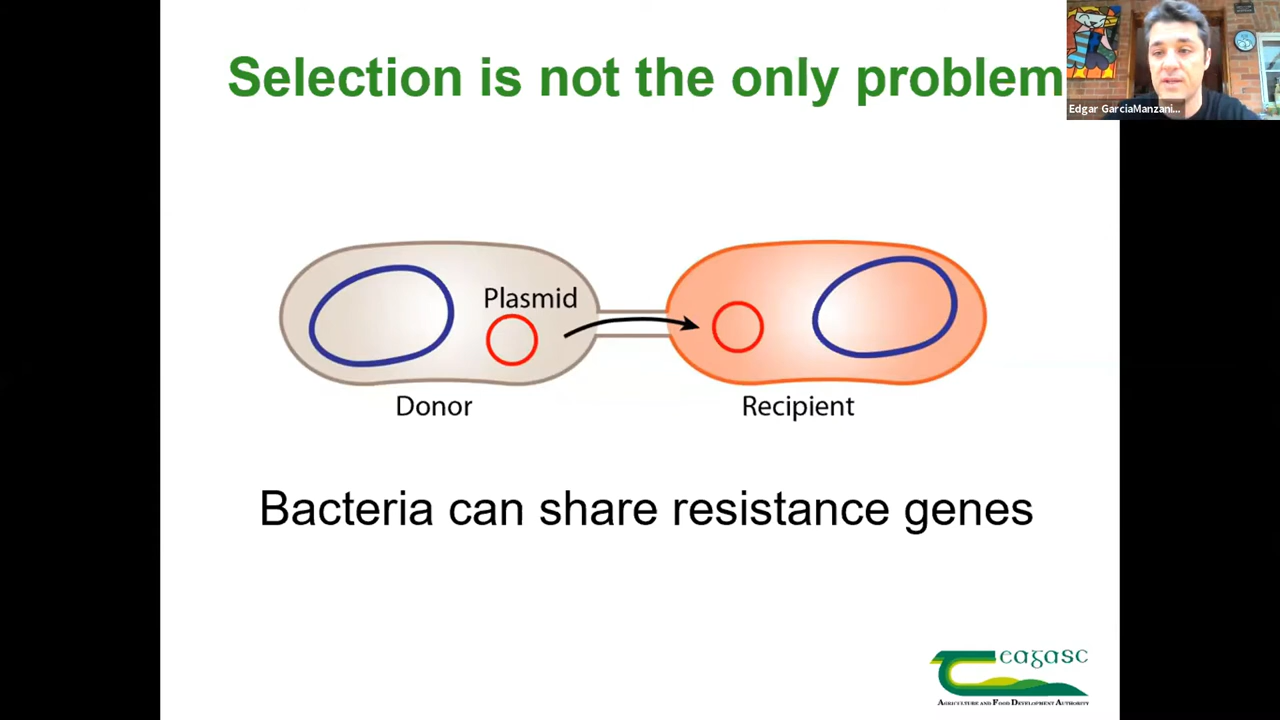 Selection is not the only problem
Edgar GarciaManzani...
Plasmid
Donor
Recipient
Bacteria can share resistance genes
eagasc
AGRICULTURE AND FOOD DEVELOPMENT AUTHORITY